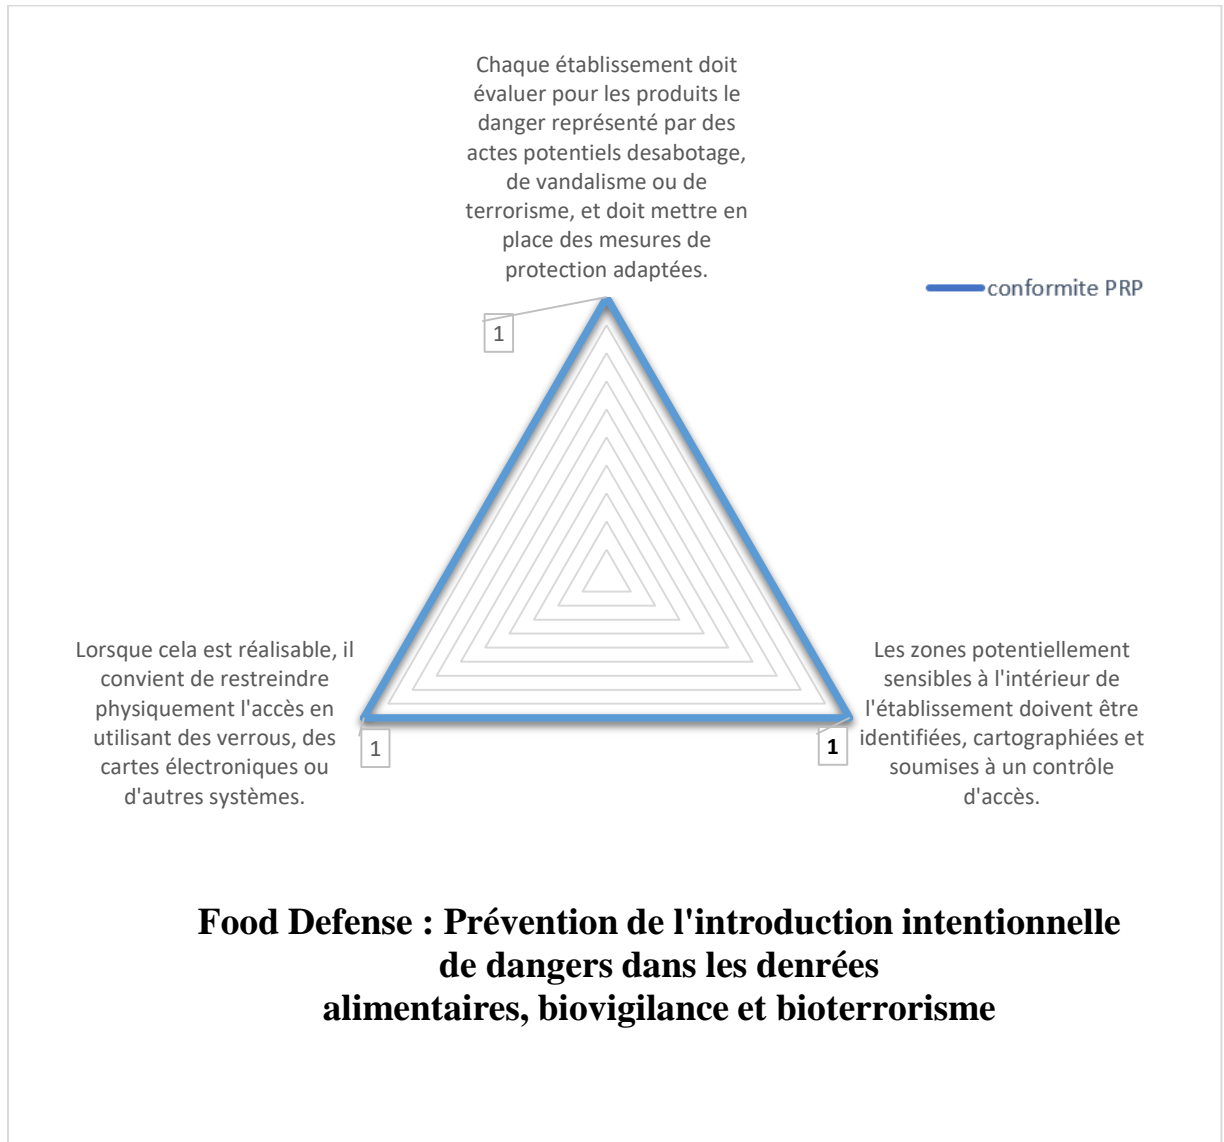 Chaque établissement doit
évaluer pour les produits le
danger représenté par des
actes potentiels desabotage,
de vandalisme ou de
terrorisme, et doit mettre en
place des mesures de
protection adaptées.
conformite PRP
1
Lorsque cela est réalisable, il
convient de restreindre
physiquement l'accès en
utilisant des verrous, des
cartes électroniques ou
d'autres systèmes.
1
1
Les zones potentiellement
sensibles à l'intérieur de
l'établissement doivent être
identifiées, cartographiées et
soumises à un contrôle
d'accès.
Food Defense : Prévention de l'introduction intentionnelle
de dangers dans les denrées
alimentaires, biovigilance et bioterrorisme